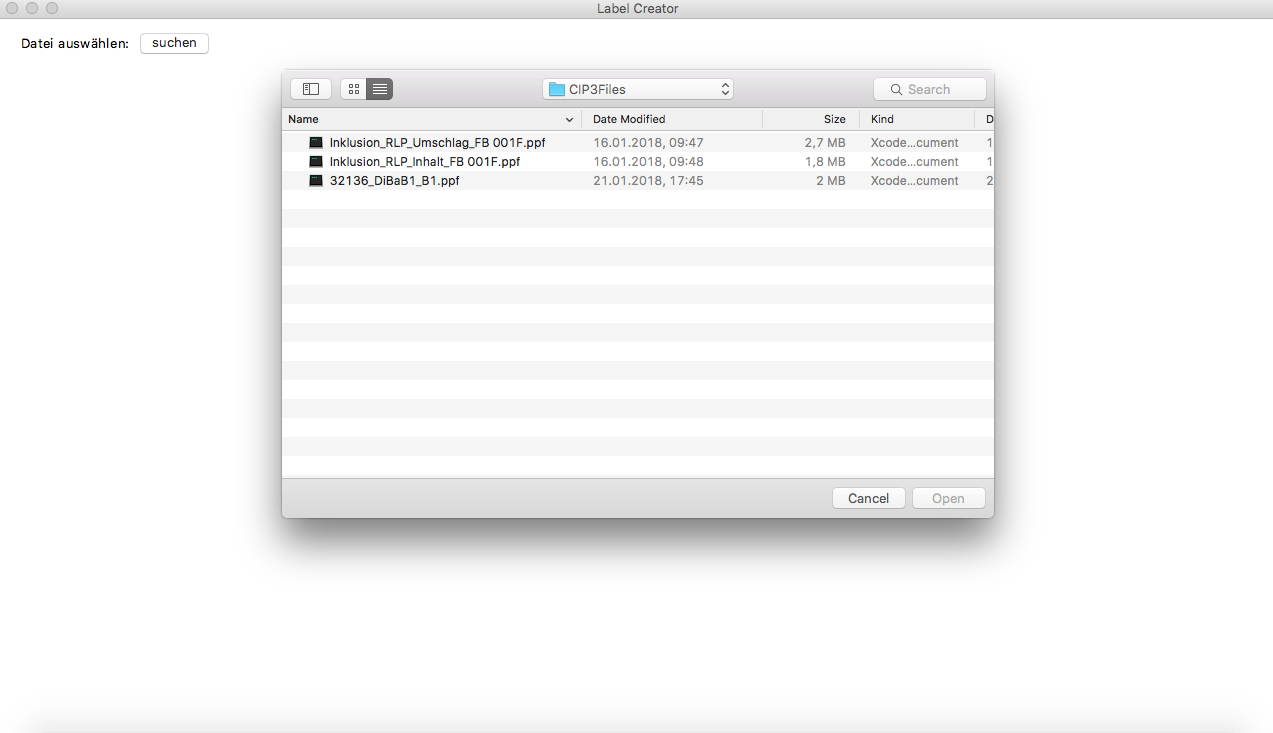 Label Creator
Datei auswählen: suchen
CIP3Files Search
Name Date Modified Size Kind D
Inklusion_RLP_Umschlag_FB 001F.ppf 16.01.2018, 09:47 2,7 MB Xcode...cument 1
Inklusion_RLP_Inhalt_FB 001F.ppf 16.01.2018, 09:48 1,8 MB Xcode...cument 1
32136_DiBaB1_B1.ppf 21.01.2018, 17:45 2 MB Xcode...cument 2
Cancel Open